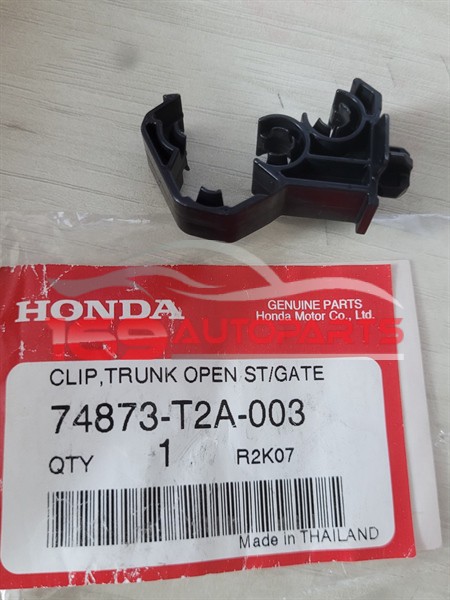 HONDA
GENUINE PARTS
Honda Motor Co., Ltd.
169 AUTOPARTS
CLIP,TRUNK OPEN ST/GATE
74873-T2A-003
QTY 1 R2K07
Made in THAILAND